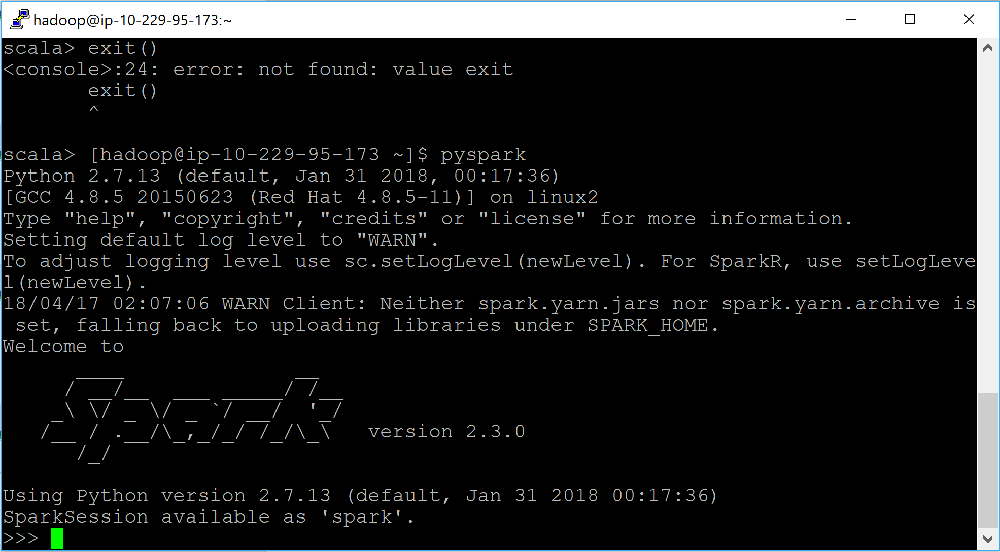 hadoop@ip-10-229-95-173:~
scala> exit()
<console>:24: error: not found: value exit
       exit()
       ^

scala> [hadoop@ip-10-229-95-173 ~]$ pyspark
Python 2.7.13 (default, Jan 31 2018, 00:17:36)
[GCC 4.8.5 20150623 (Red Hat 4.8.5-11)] on linux2
Type "help", "copyright", "credits" or "license" for more information.
Setting default log level to "WARN".
To adjust logging level use sc.setLogLevel(newLevel). For SparkR, use setLogLeve
l(newLevel).
18/04/17 02:07:06 WARN Client: Neither spark.yarn.jars nor spark.yarn.archive is
 set, falling back to uploading libraries under SPARK_HOME.
Welcome to
      ____              __
     / __/__  ___ _____/ /__
    _\ \/ _ \/ _ `/ __/  '_/
   /__ / .__/\_,_/_/ /_/\_\   version 2.3.0
      /_/

Using Python version 2.7.13 (default, Jan 31 2018 00:17:36)
SparkSession available as 'spark'.
>>>